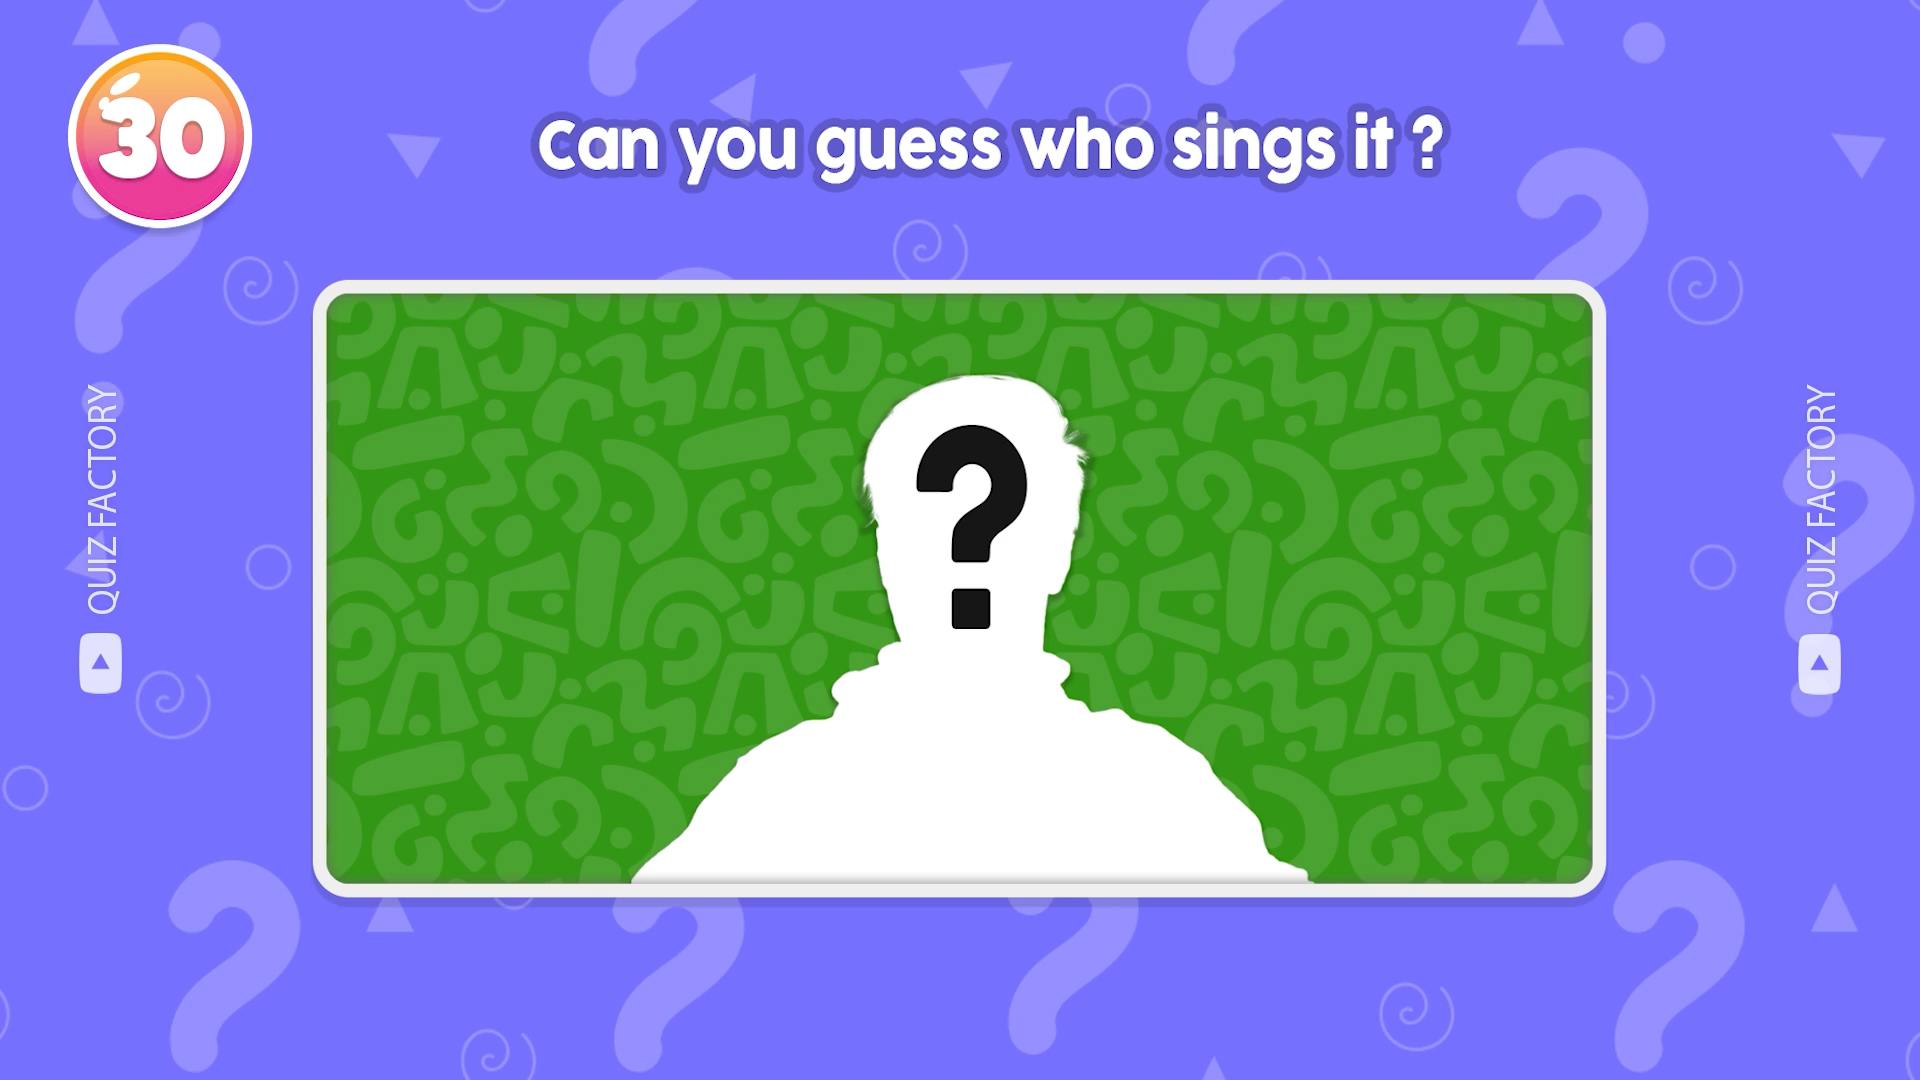 30
Can you guess who sings it ?
QUIZ FACTORY
?
QUIZ FACTORY